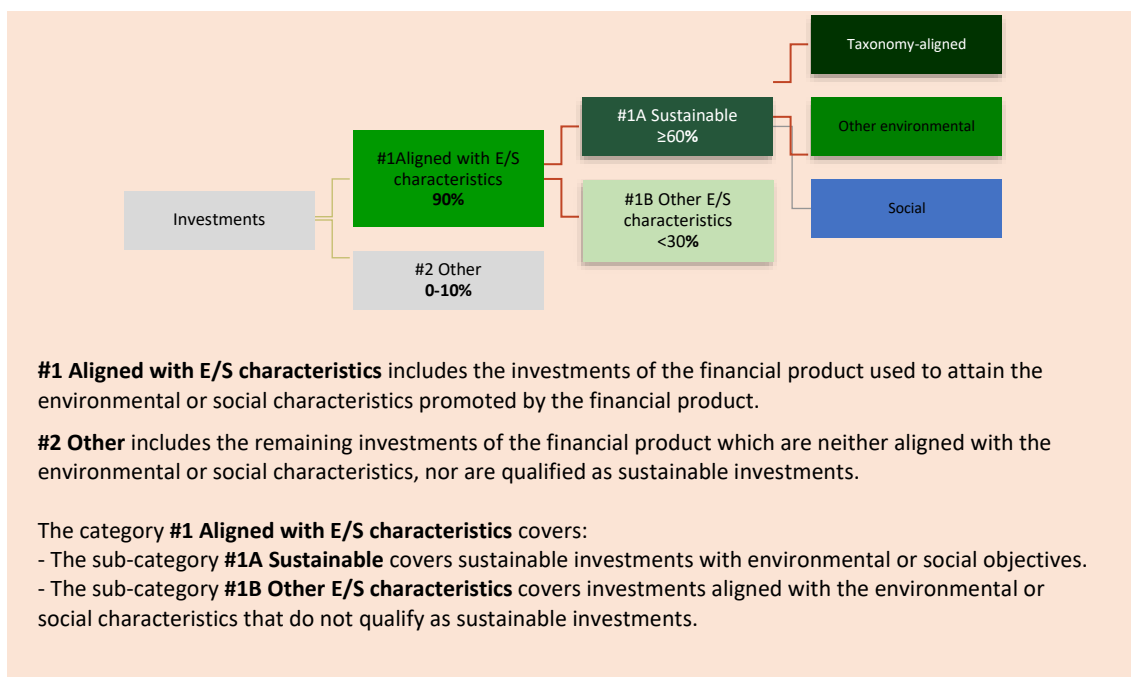 Investments
#1Aligned with E/S
characteristics
90%
#2 Other
0-10%
#1A Sustainable
≥60%
#1B Other E/S
characteristics
<30%
Taxonomy-aligned
Other environmental
Social
#1 Aligned with E/S characteristics includes the investments of the financial product used to attain the
environmental or social characteristics promoted by the financial product.
#2 Other includes the remaining investments of the financial product which are neither aligned with the
environmental or social characteristics, nor are qualified as sustainable investments.
The category #1 Aligned with E/S characteristics covers:
- The sub-category #1A Sustainable covers sustainable investments with environmental or social objectives.
- The sub-category #1B Other E/S characteristics covers investments aligned with the environmental or
social characteristics that do not qualify as sustainable investments.